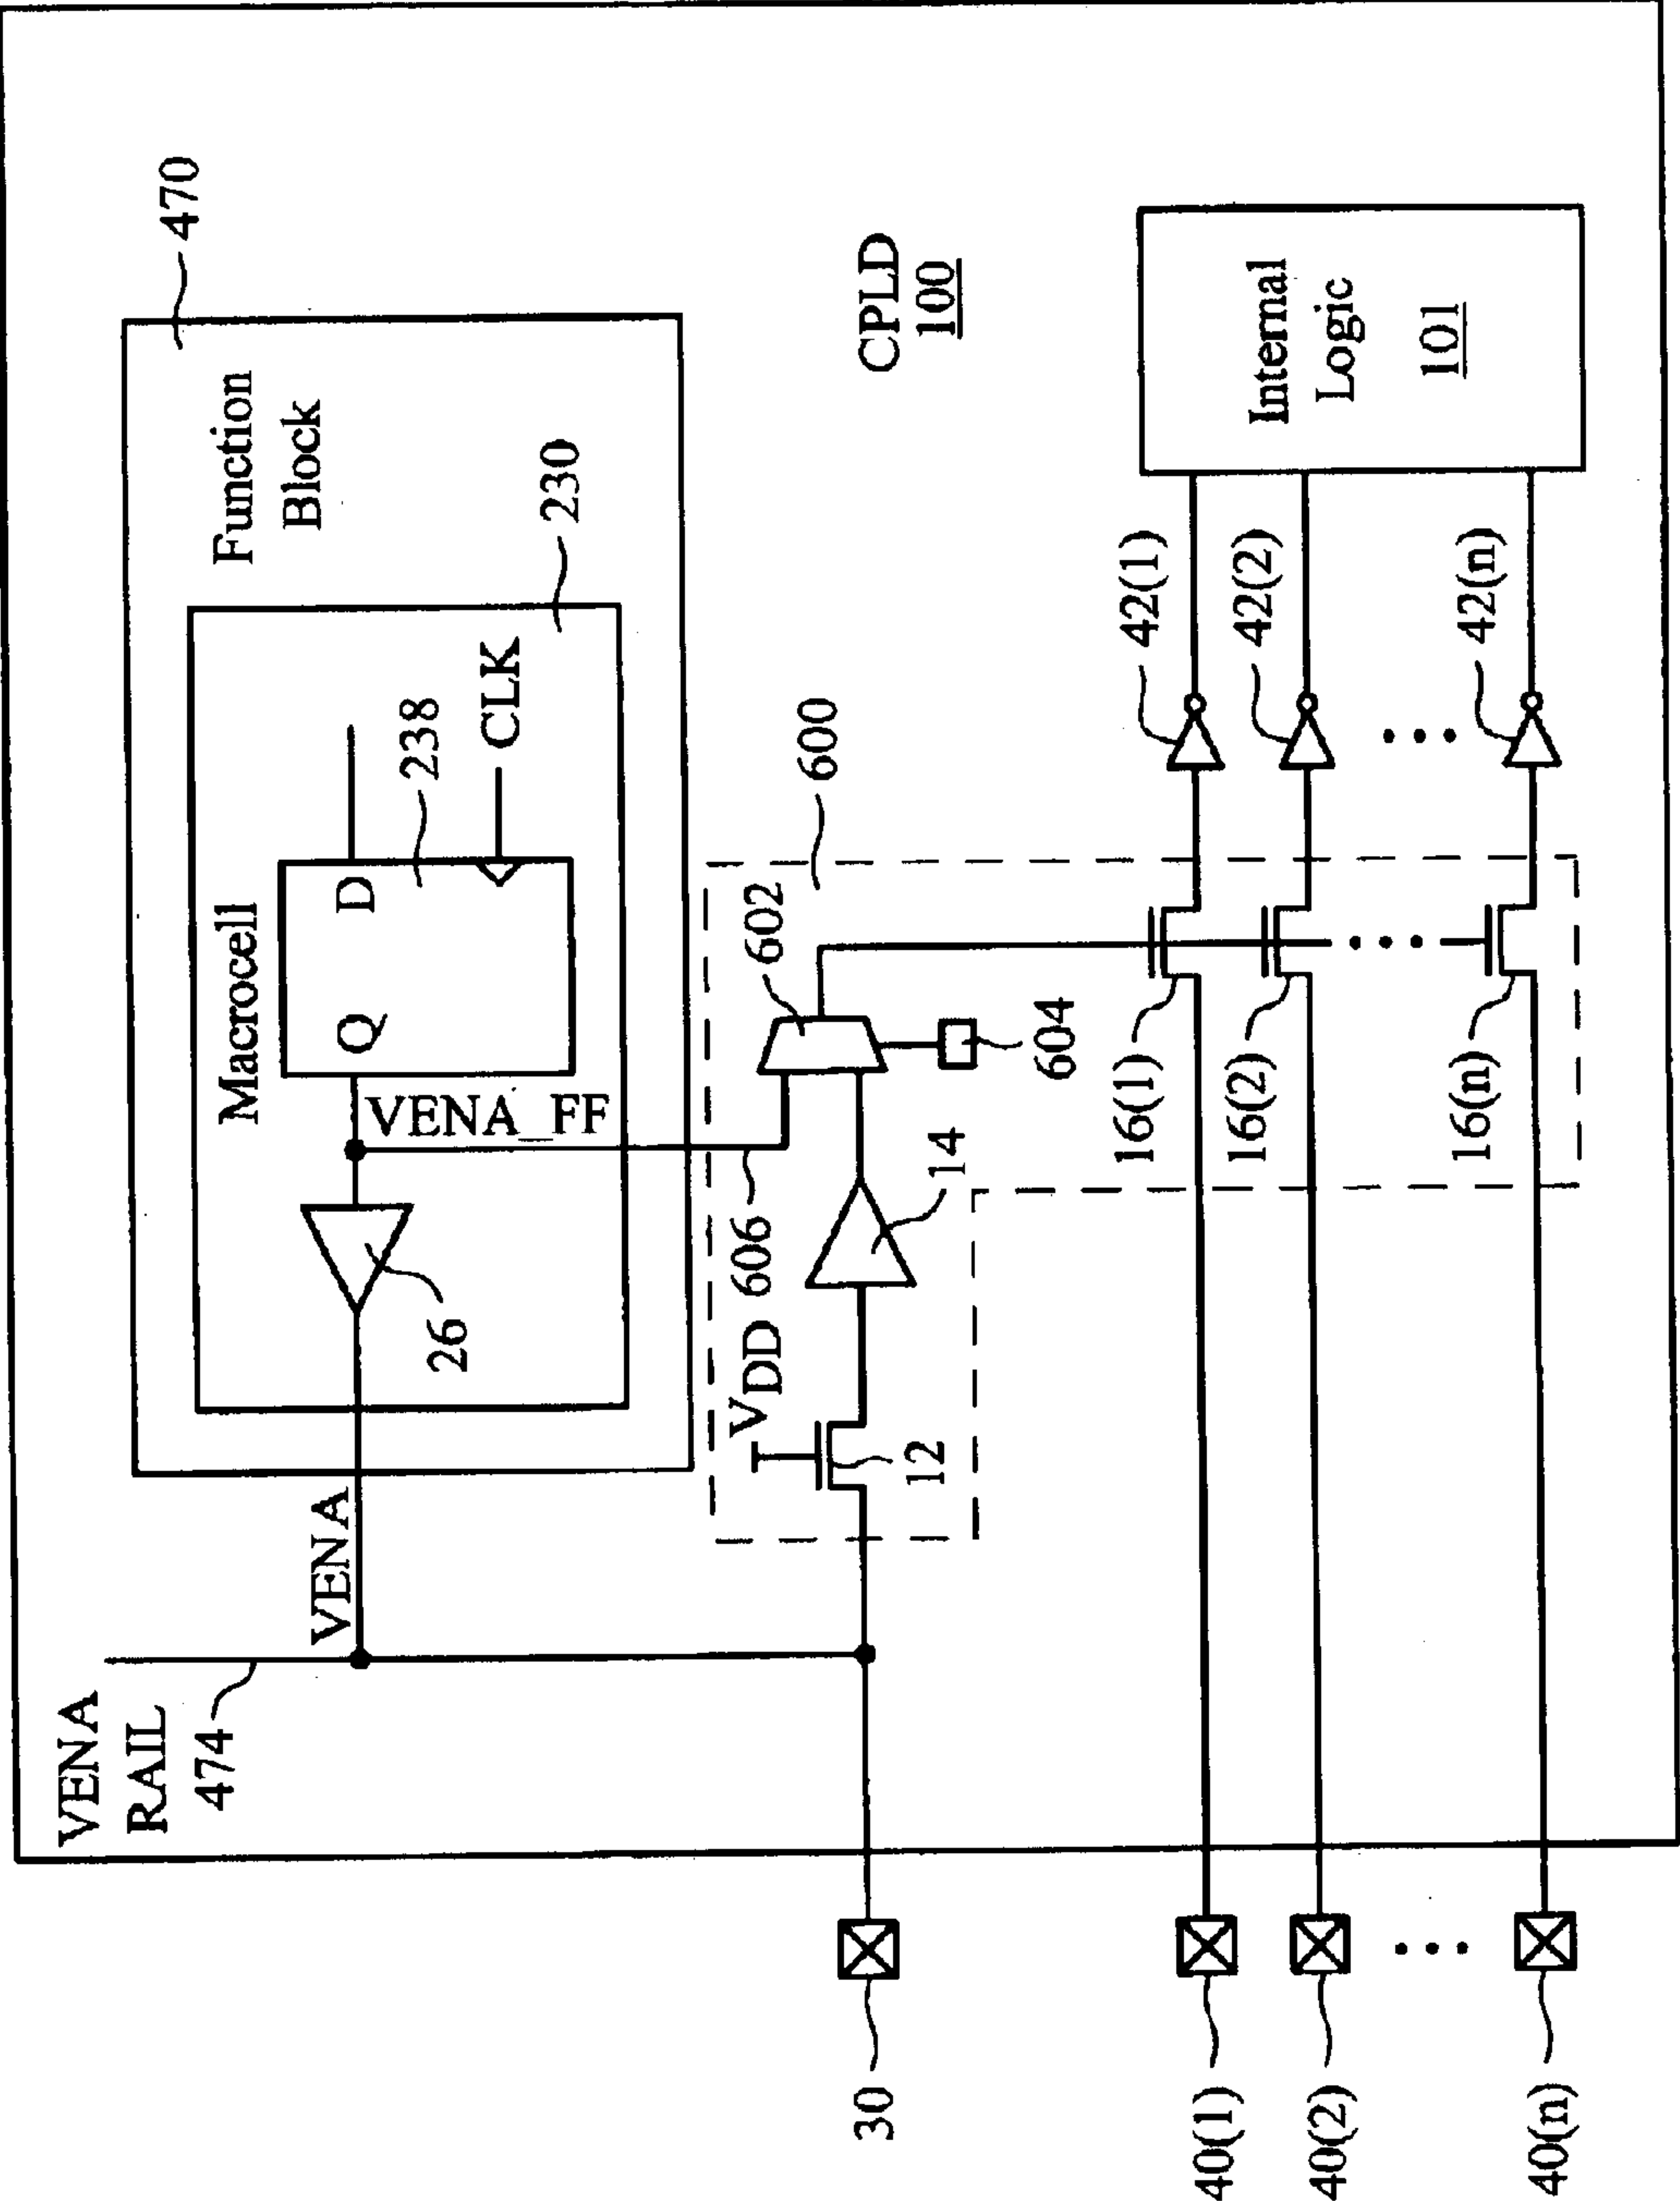 VENA
RAIL
474
VENA
470
Function
Block
230
Macrocell
Q
D
238
CLK
VENA_FF
26
VDD
606
602
600
12
14
604
CPLD
100
30
16(1)
42(1)
16(2)
42(2)
16(n)
42(n)
Internal
Logic
101
40(1)
40(2)
40(n)